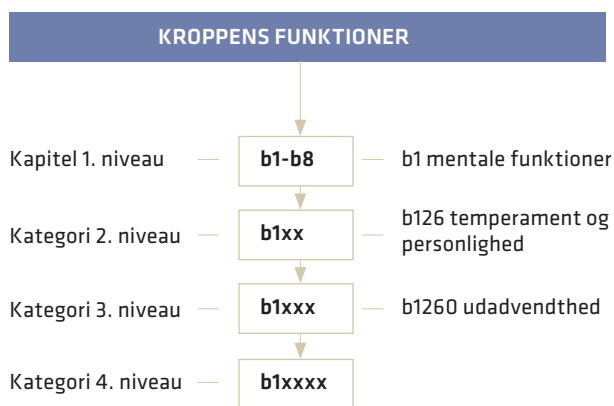 KROPPENS FUNKTIONER
Kapitel 1. niveau
b1-b8
b1 mentale funktioner
Kategori 2. niveau
b1xx
b126 temperament og
personlighed
Kategori 3. niveau
b1xxx
b1260 udadvendthed
Kategori 4. niveau
b1xxxx